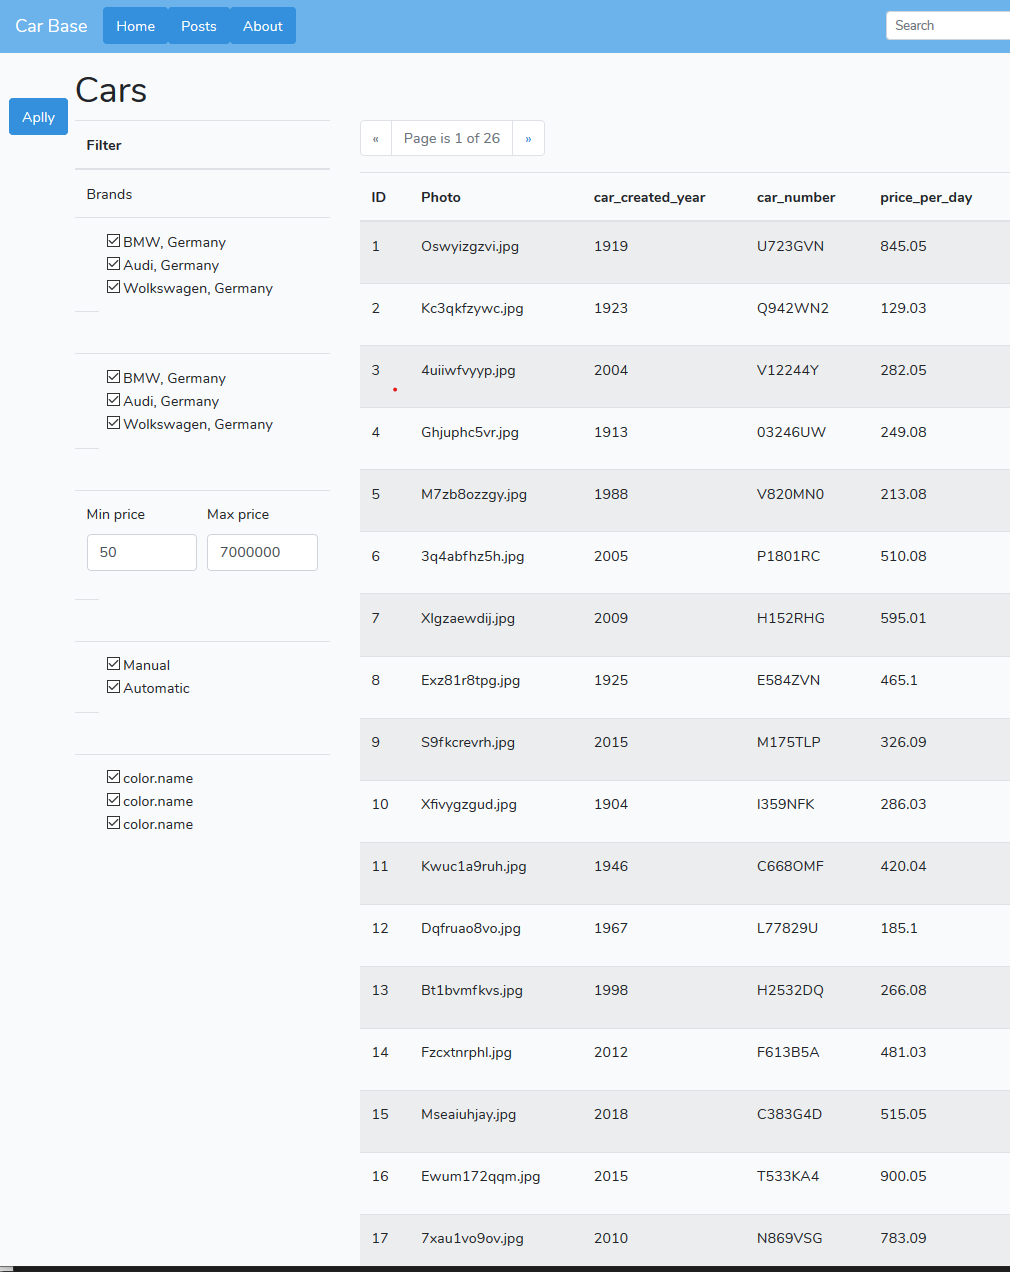 Car Base Home Posts About Search
Cars
Aplly
Filter
Brands
BMW, Germany
Audi, Germany
Wolkswagen, Germany
BMW, Germany
Audi, Germany
Wolkswagen, Germany
Min price Max price
50 7000000
Manual
Automatic
color.name
color.name
color.name
« Page is 1 of 26 »
ID Photo car_created_year car_number price_per_day
1 Oswyizgzvi.jpg 1919 U723GVN 845.05
2 Kc3qkfzywc.jpg 1923 Q942WN2 129.03
3 4uiiwfvyyp.jpg 2004 V12244Y 282.05
4 Ghjuphc5vr.jpg 1913 03246UW 249.08
5 M7zb8ozzgy.jpg 1988 V820MN0 213.08
6 3q4abfhz5h.jpg 2005 P1801RC 510.08
7 Xlgzaewdij.jpg 2009 H152RHG 595.01
8 Exz81r8tpg.jpg 1925 E584ZVN 465.1
9 S9fkcrevrh.jpg 2015 M175TLP 326.09
10 Xfivygzgud.jpg 1904 I359NFK 286.03
11 Kwuc1a9ruh.jpg 1946 C668OMF 420.04
12 Dqfruao8vo.jpg 1967 L77829U 185.1
13 Bt1bvmfkvs.jpg 1998 H2532DQ 266.08
14 Fzcxtnrphl.jpg 2012 F613B5A 481.03
15 Mseaiuhjay.jpg 2018 C383G4D 515.05
16 Ewum172qqm.jpg 2015 T533KA4 900.05
17 7xau1vo9ov.jpg 2010 N869VSG 783.09